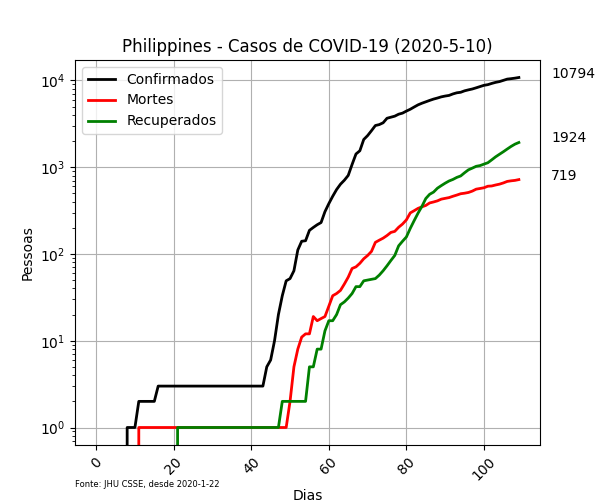 Philippines - Casos de COVID-19 (2020-5-10)
Confirmados
Mortes
Recuperados
10794
1924
719
Pessoas
10⁴
10³
10²
10¹
10⁰
0 20 40 60 80 100
Fonte: JHU CSSE, desde 2020-1-22
Dias